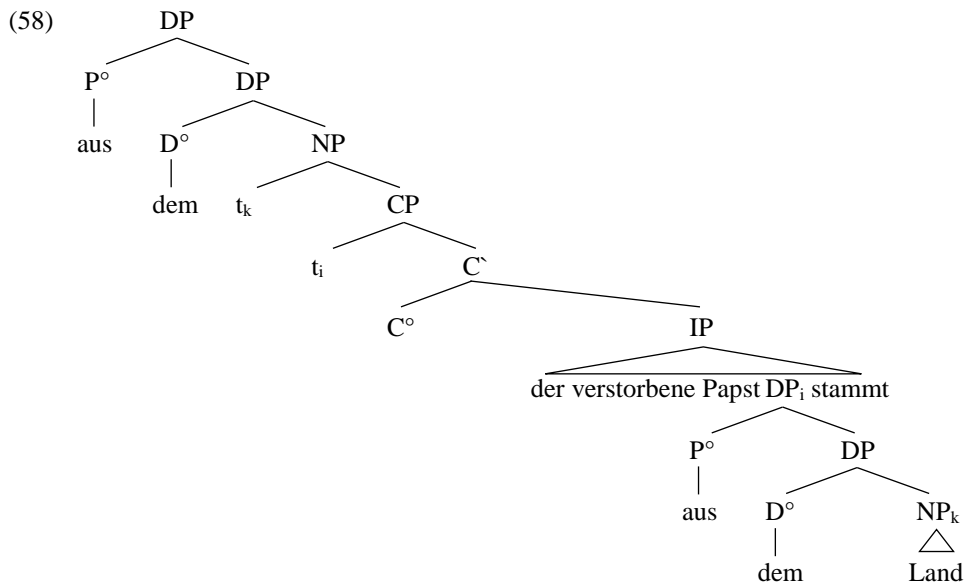 (58) DP
P° DP
aus D° NP
dem tk CP
ti C`
C° IP
der verstorbene Papst DPi stammt
P° DP
aus D° NPk
dem Land